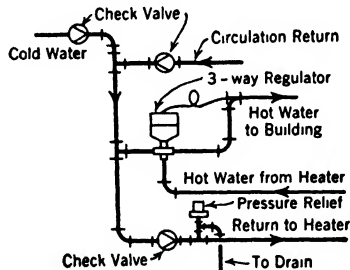 Check Valve
Cold Water
Circulation Return
3-way Regulator
Hot Water
to Building
Hot Water from Heater
Pressure Relief
Return to Heater
Check Valve
To Drain